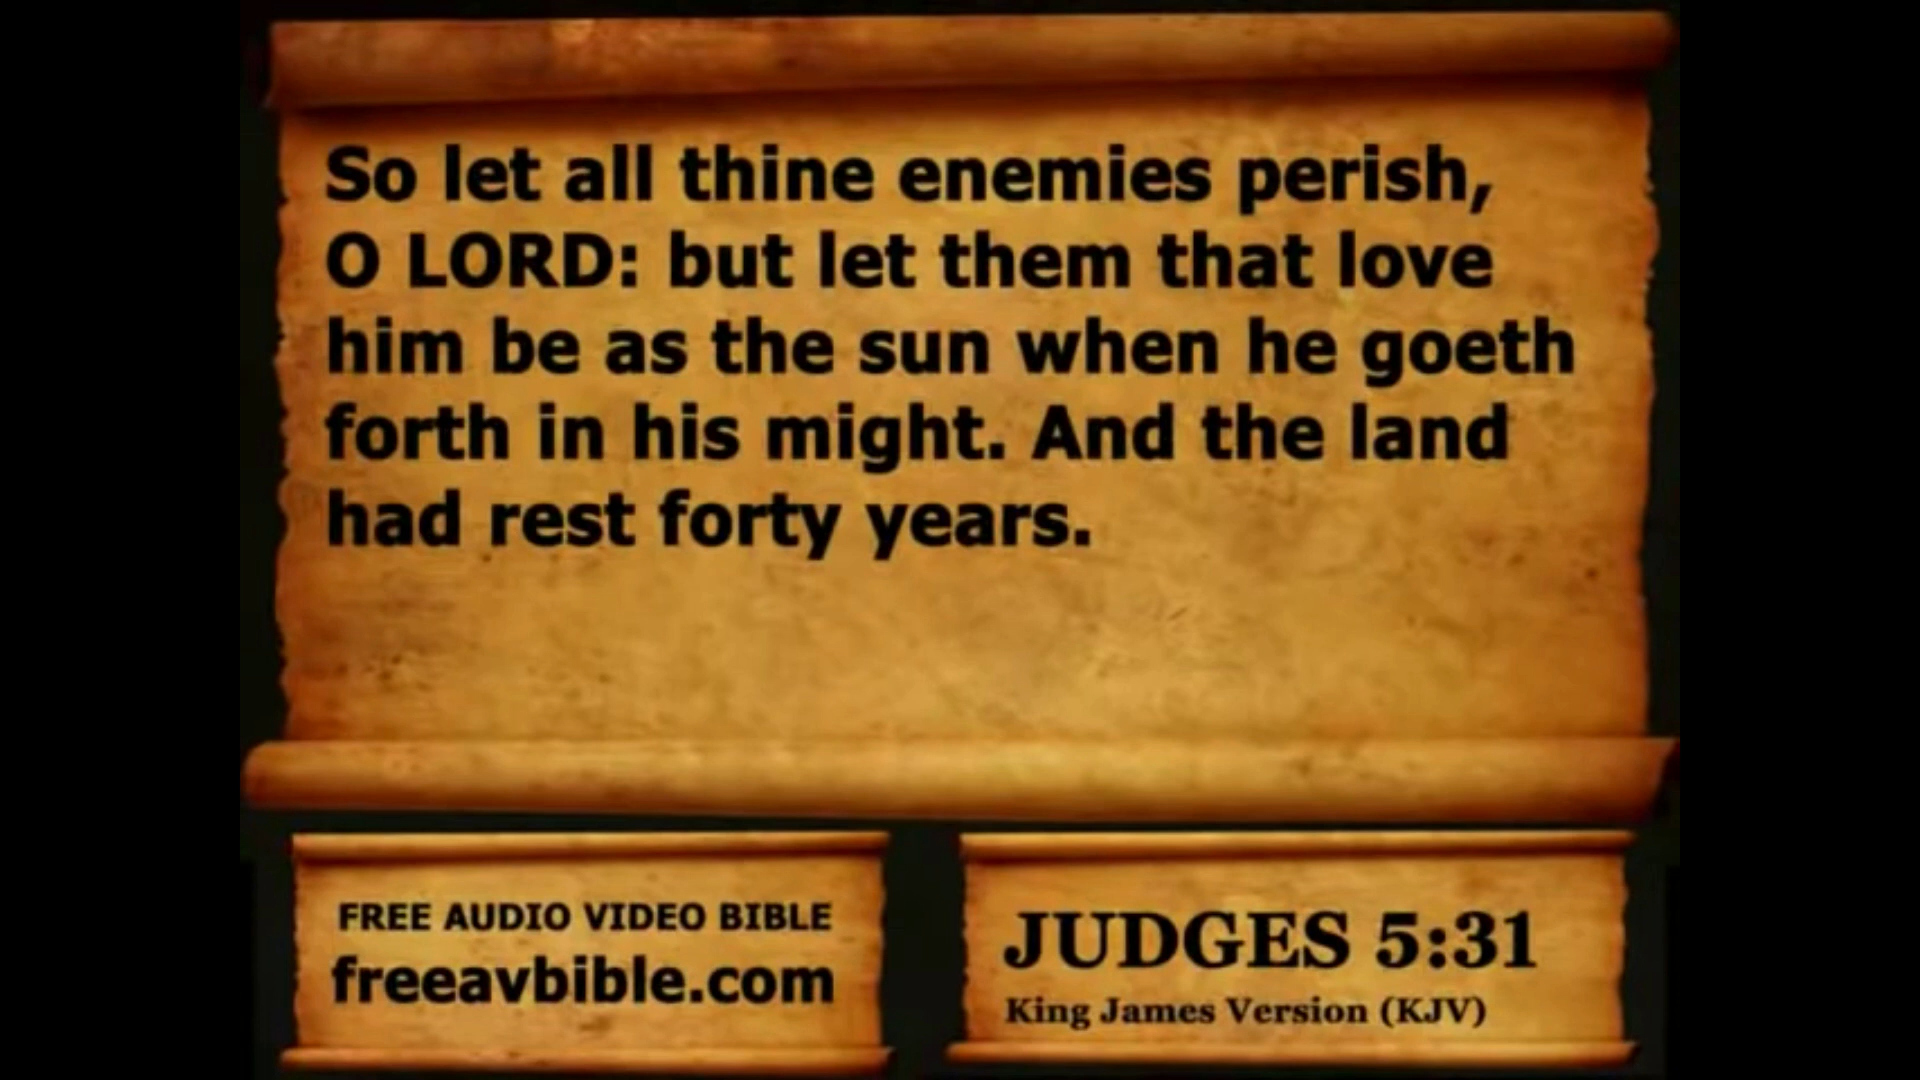 So let all thine enemies perish,
O LORD: but let them that love
him be as the sun when he goeth
forth in his might. And the land
had rest forty years.
FREE AUDIO VIDEO BIBLE
freeavbible.com
JUDGES 5:31
King James Version (KJV)